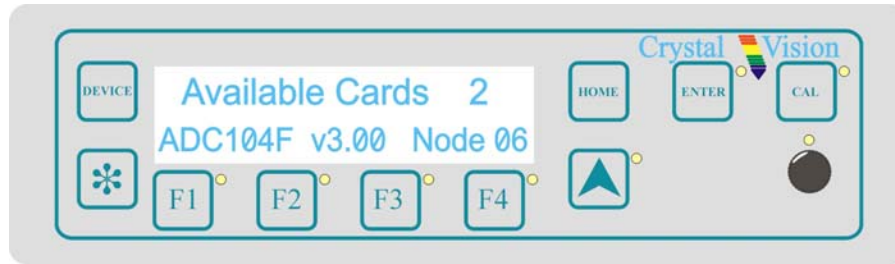 Crystal Vision
DEVICE
Available Cards 2
HOME
ENTER
CAL
ADC104F v3.00 Node 06
F1
F2
F3
F4